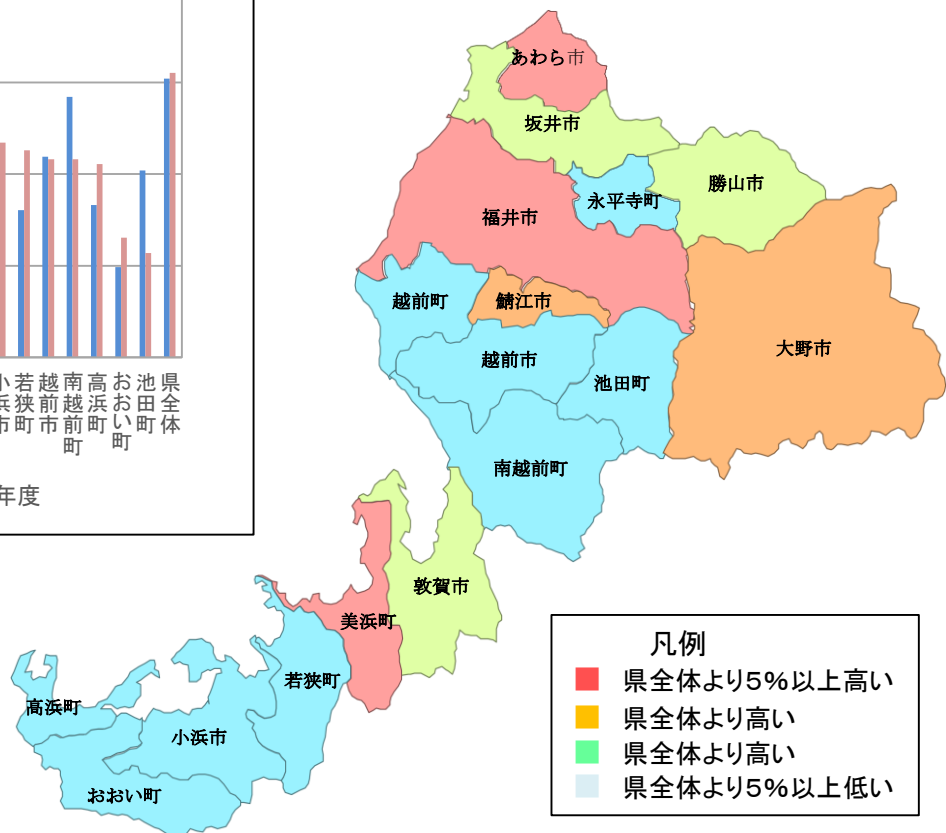 小浜市
若狭町
越前市
南越前町
高浜町
おおい町
池田町
県全体
年度
あわら市
坂井市
勝山市
永平寺町
福井市
越前町
鯖江市
大野市
越前市
池田町
南越前町
敦賀市
美浜町
若狭町
高浜町
小浜市
おおい町
凡例
県全体より5%以上高い
県全体より高い
県全体より高い
県全体より5%以上低い